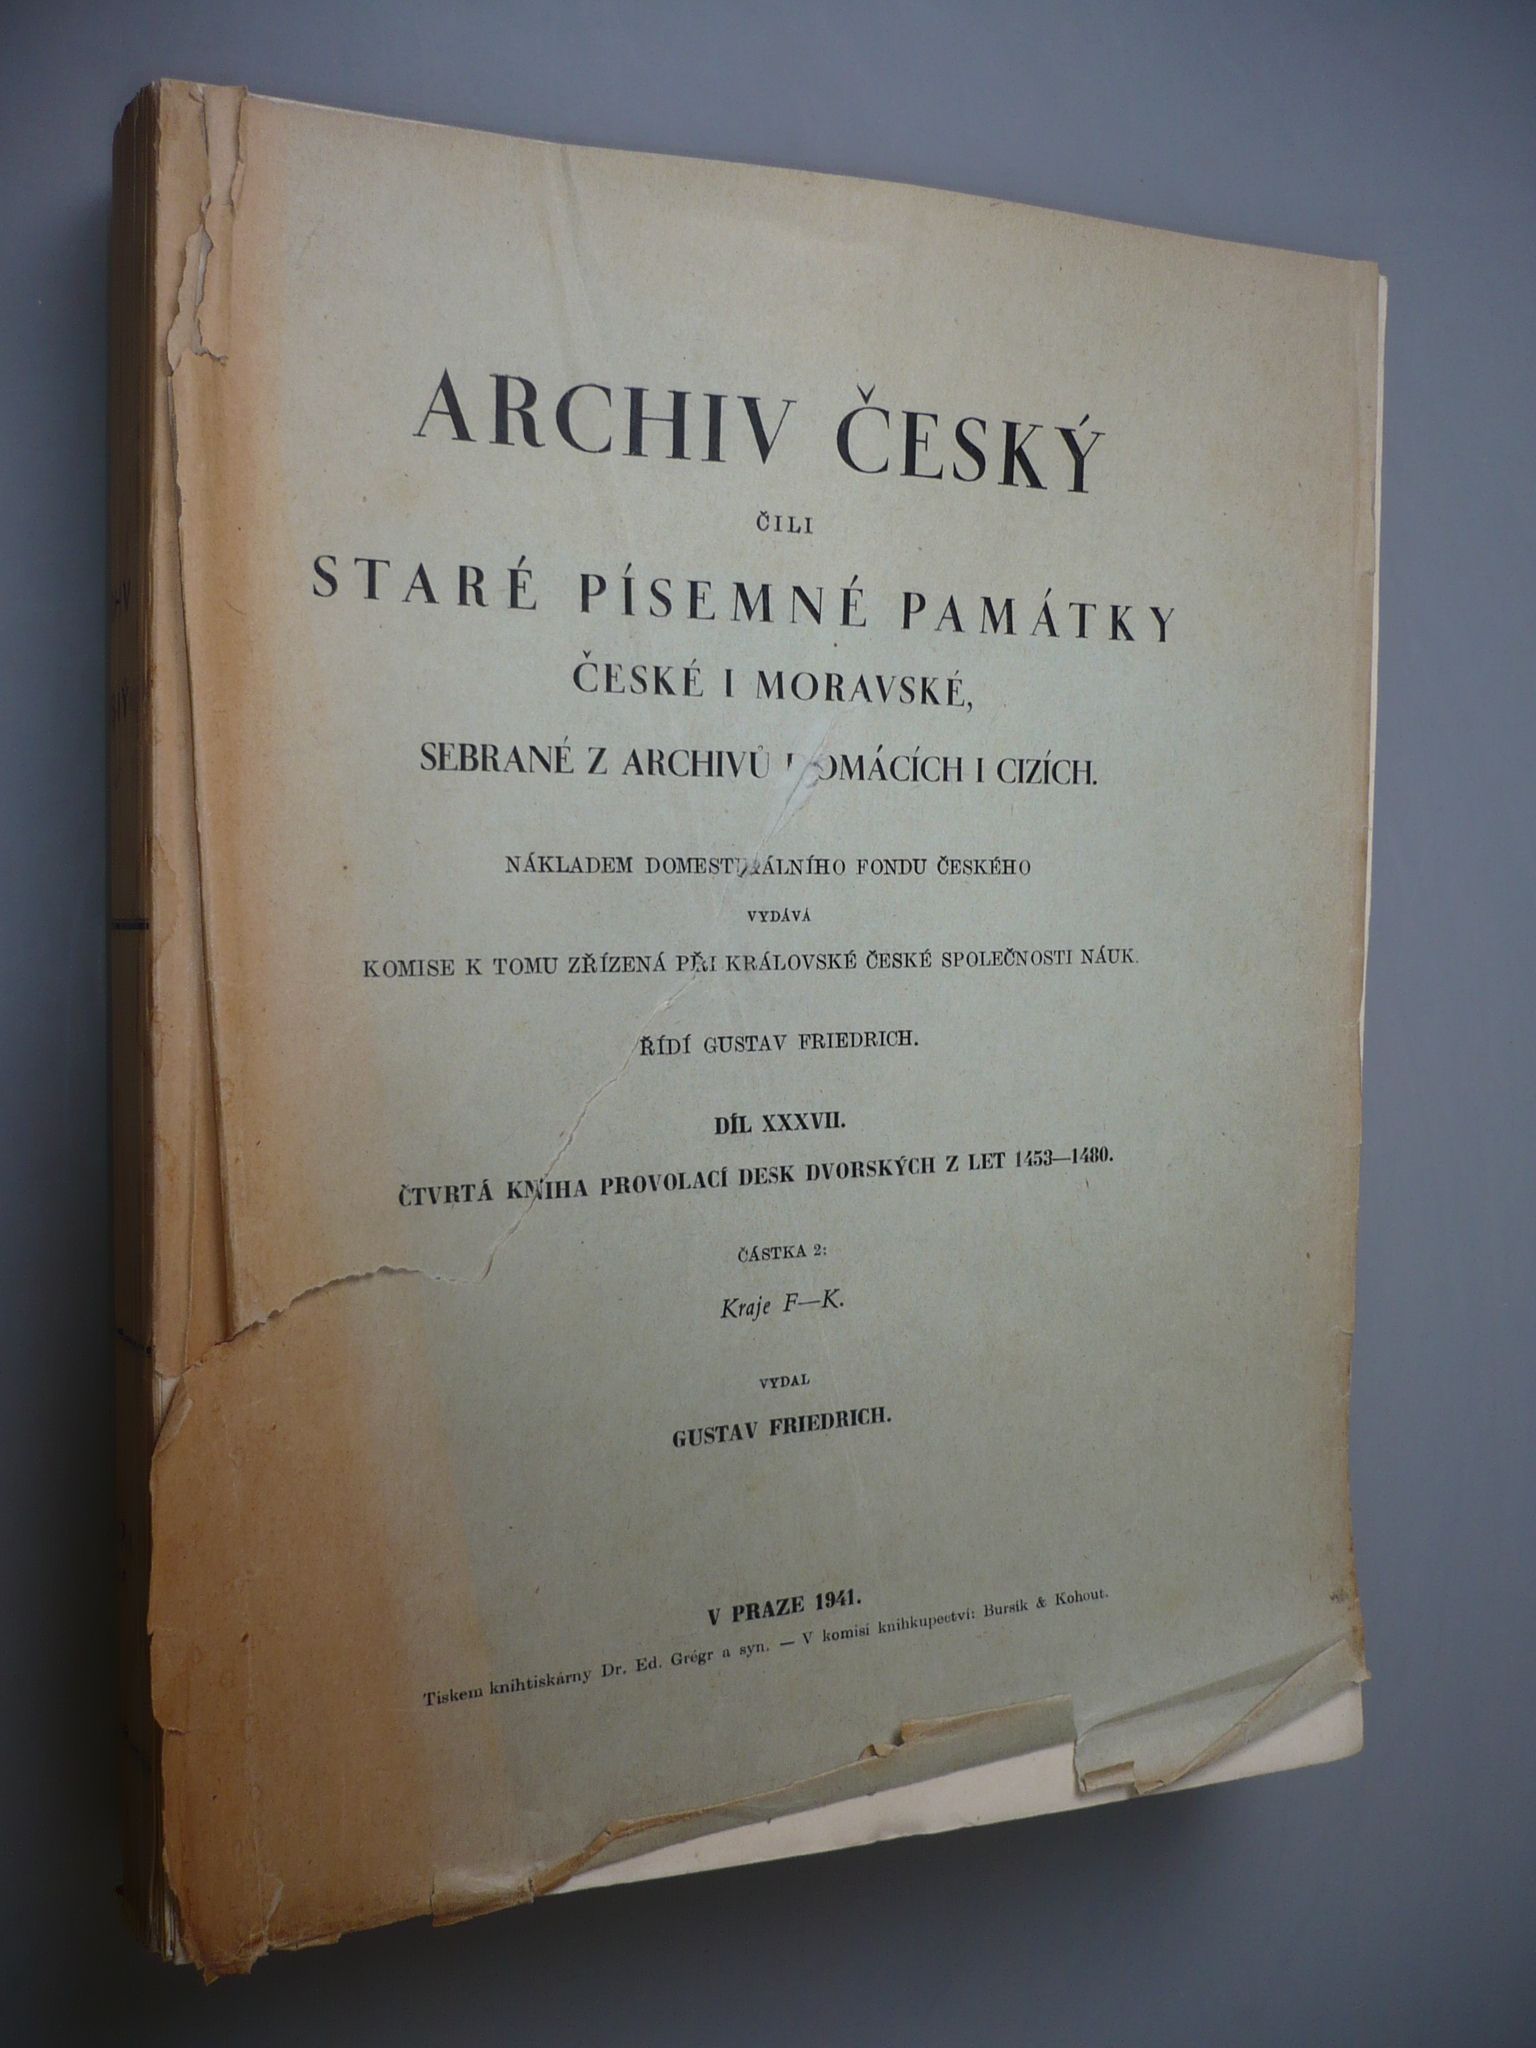 ARCHIV ČESKÝ
ČILI
STARÉ PÍSEMNÉ PAMÁTKY
ČESKÉ I MORAVSKÉ,
SEBRANÉ Z ARCHIVŮ DOMÁCÍCH I CIZÍCH.
NÁKLADEM DOMESTIKÁLNÍHO FONDU ČESKÉHO
VYDÁVÁ
KOMISE K TOMU ZŘÍZENÁ PŘI KRÁLOVSKÉ ČESKÉ SPOLEČNOSTI NÁUK.
ŘÍDÍ GUSTAV FRIEDRICH.
DÍL XXXVII.
ČTVRTÁ KNIHA PROVOLACÍ DESK DVORSKÝCH Z LET 1453—1480.
ČÁSTKA 2:
Kraje F—K.
VYDAL
GUSTAV FRIEDRICH.
V PRAZE 1941.
Tiskem knihtiskárny Dr. Ed. Grégr a syn. — V komisi knihkupectví: Bursík & Kohout.